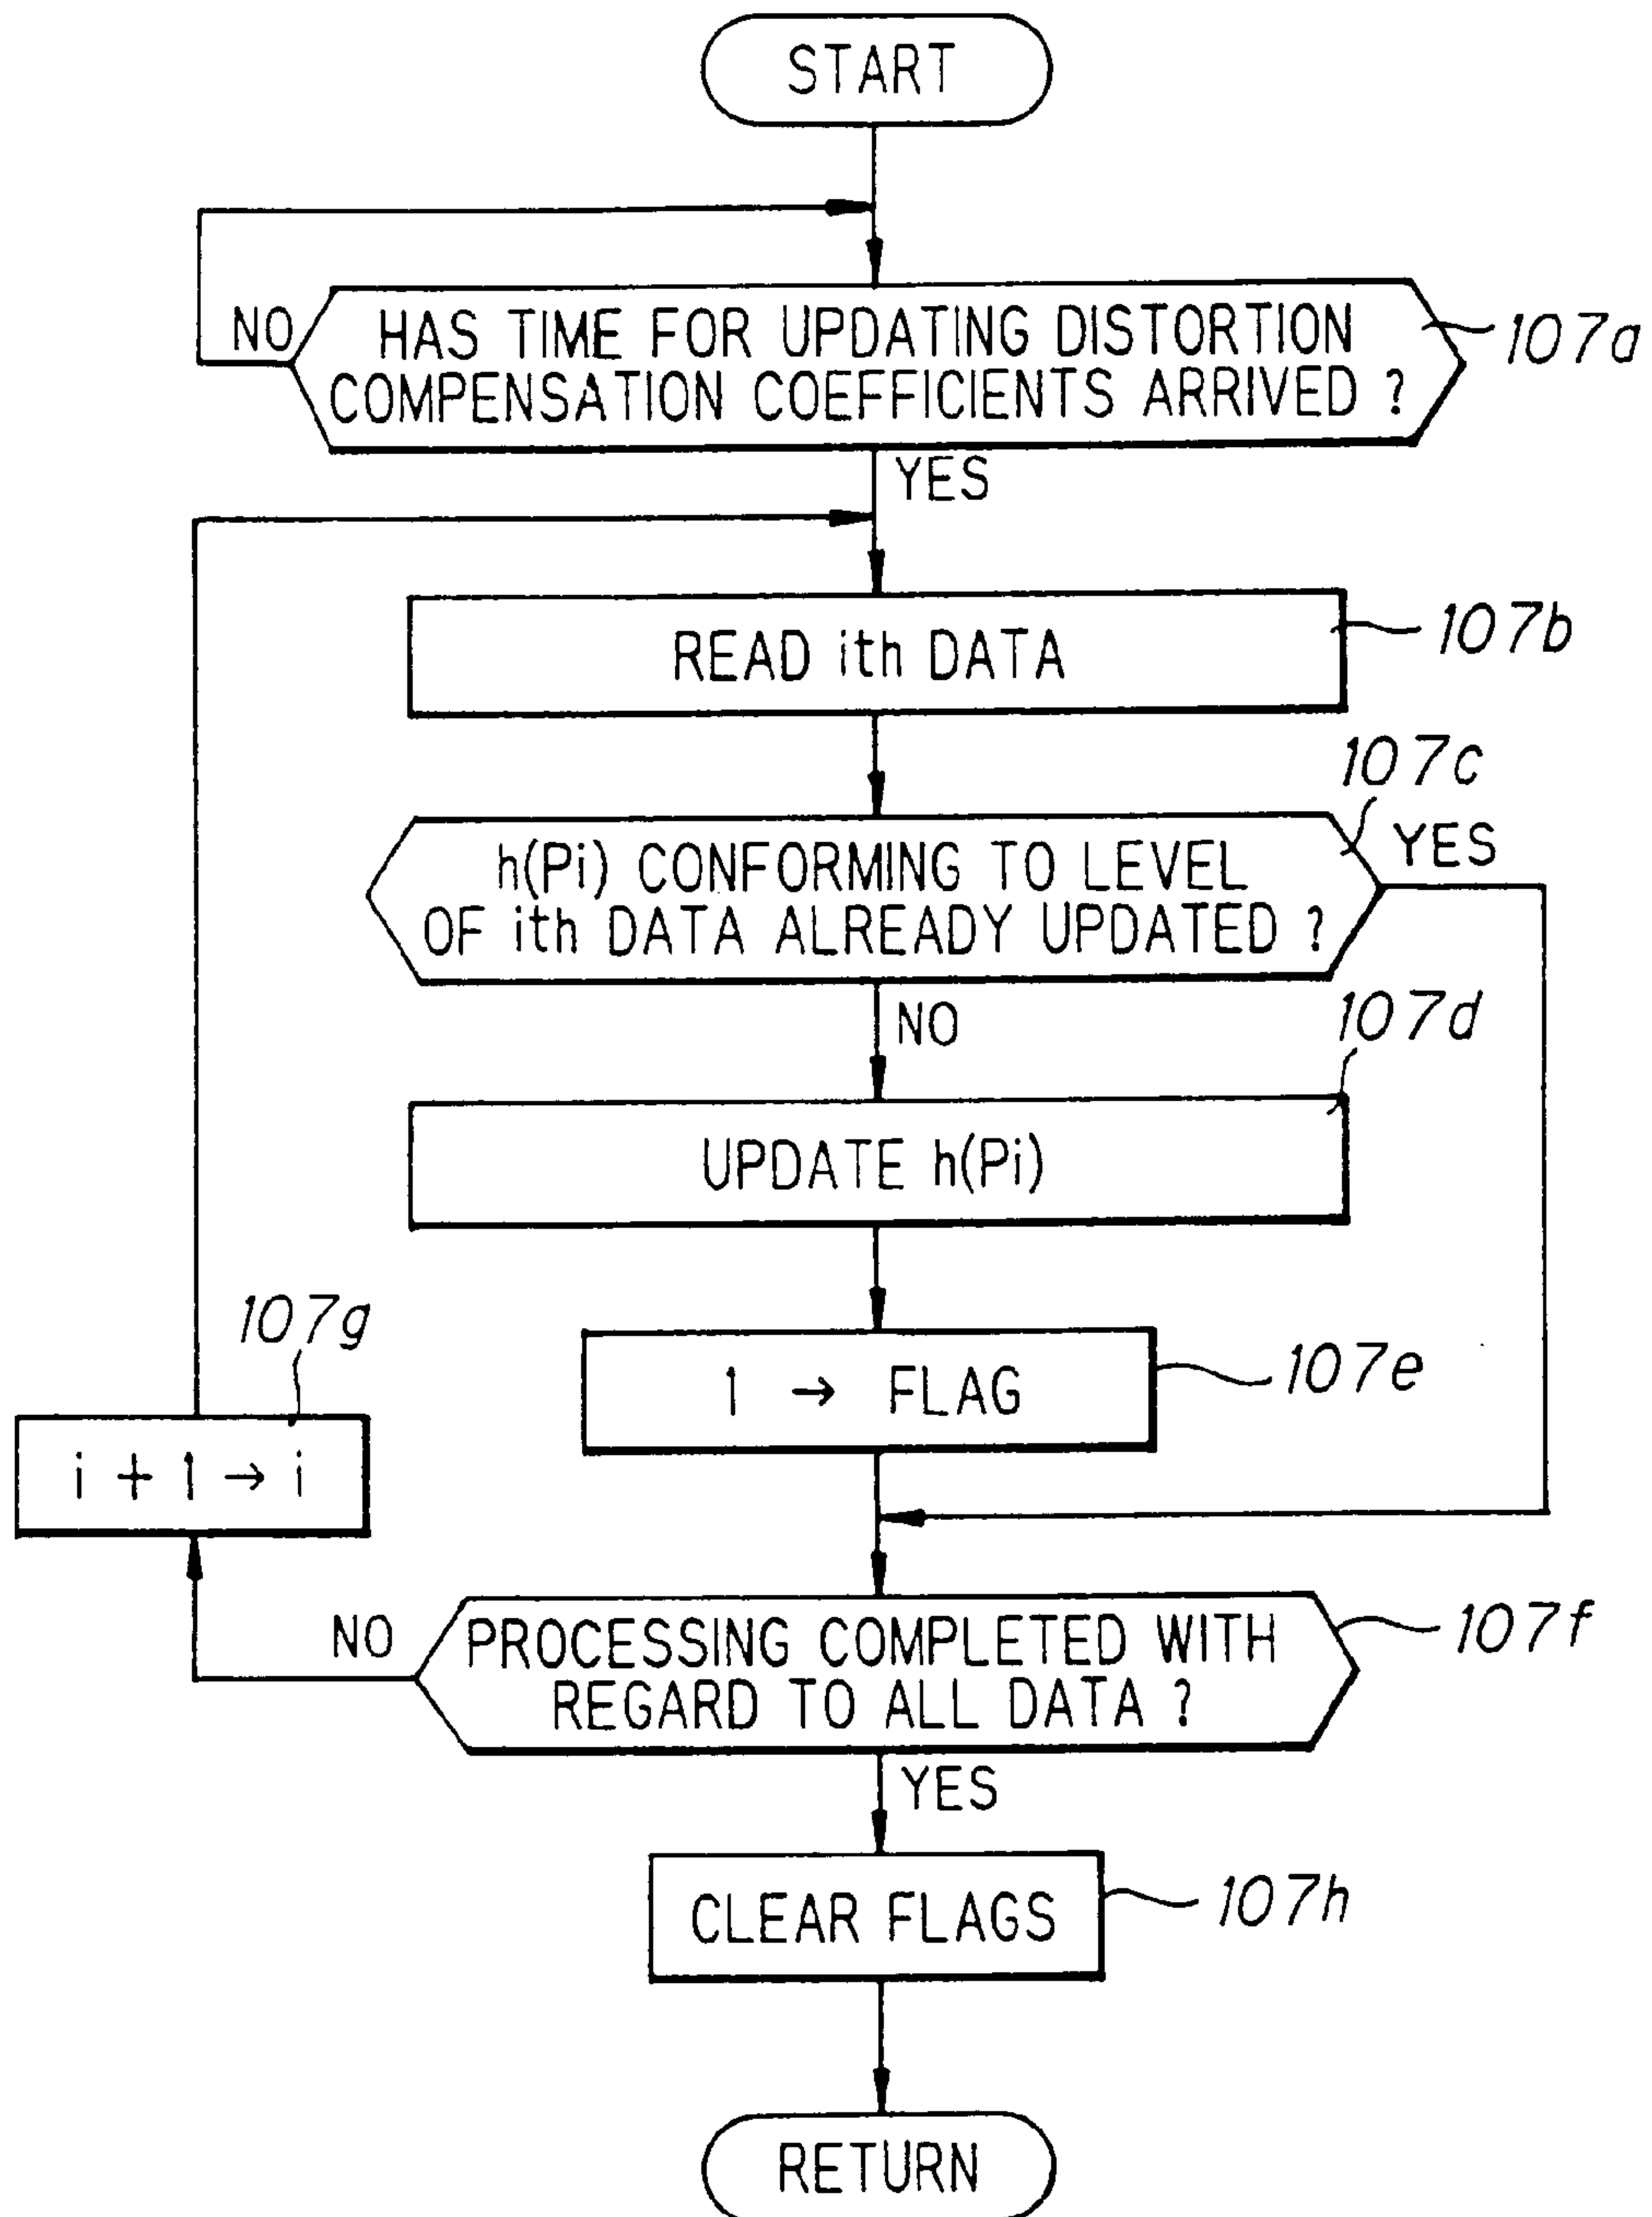 START
NO
HAS TIME FOR UPDATING DISTORTION
COMPENSATION COEFFICIENTS ARRIVED ?
107a
YES
READ ith DATA
107b
107c
h(Pi) CONFORMING TO LEVEL
OF ith DATA ALREADY UPDATED ?
YES
NO
107d
UPDATE h(Pi)
107g
1 → FLAG
107e
i + 1 → i
NO
PROCESSING COMPLETED WITH
REGARD TO ALL DATA ?
107f
YES
CLEAR FLAGS
107h
RETURN